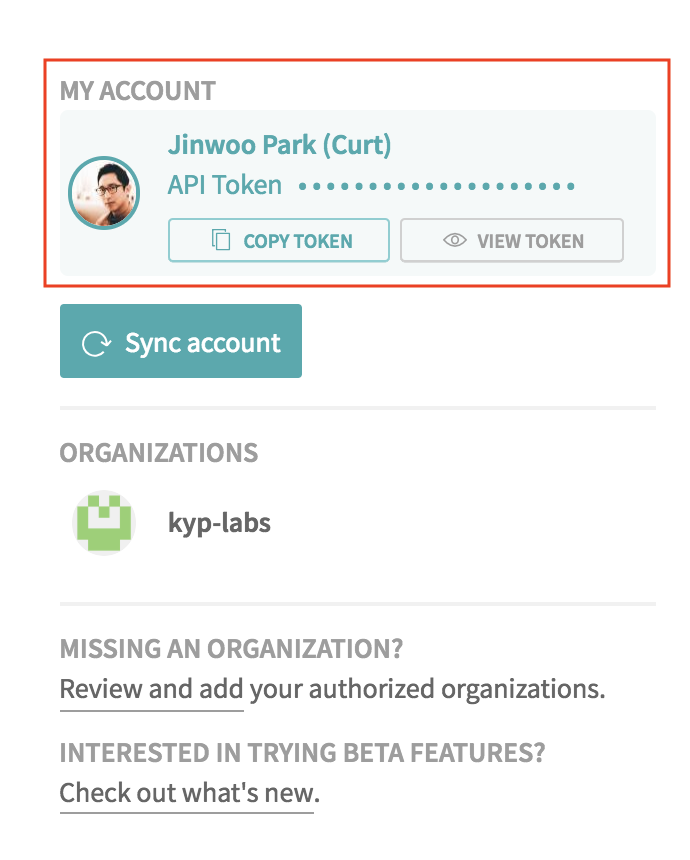 MY ACCOUNT
Jinwoo Park (Curt)
API Token ••••••••••••••••••••
COPY TOKEN
VIEW TOKEN
Sync account
ORGANIZATIONS
kyp-labs
MISSING AN ORGANIZATION?
Review and add your authorized organizations.
INTERESTED IN TRYING BETA FEATURES?
Check out what's new.